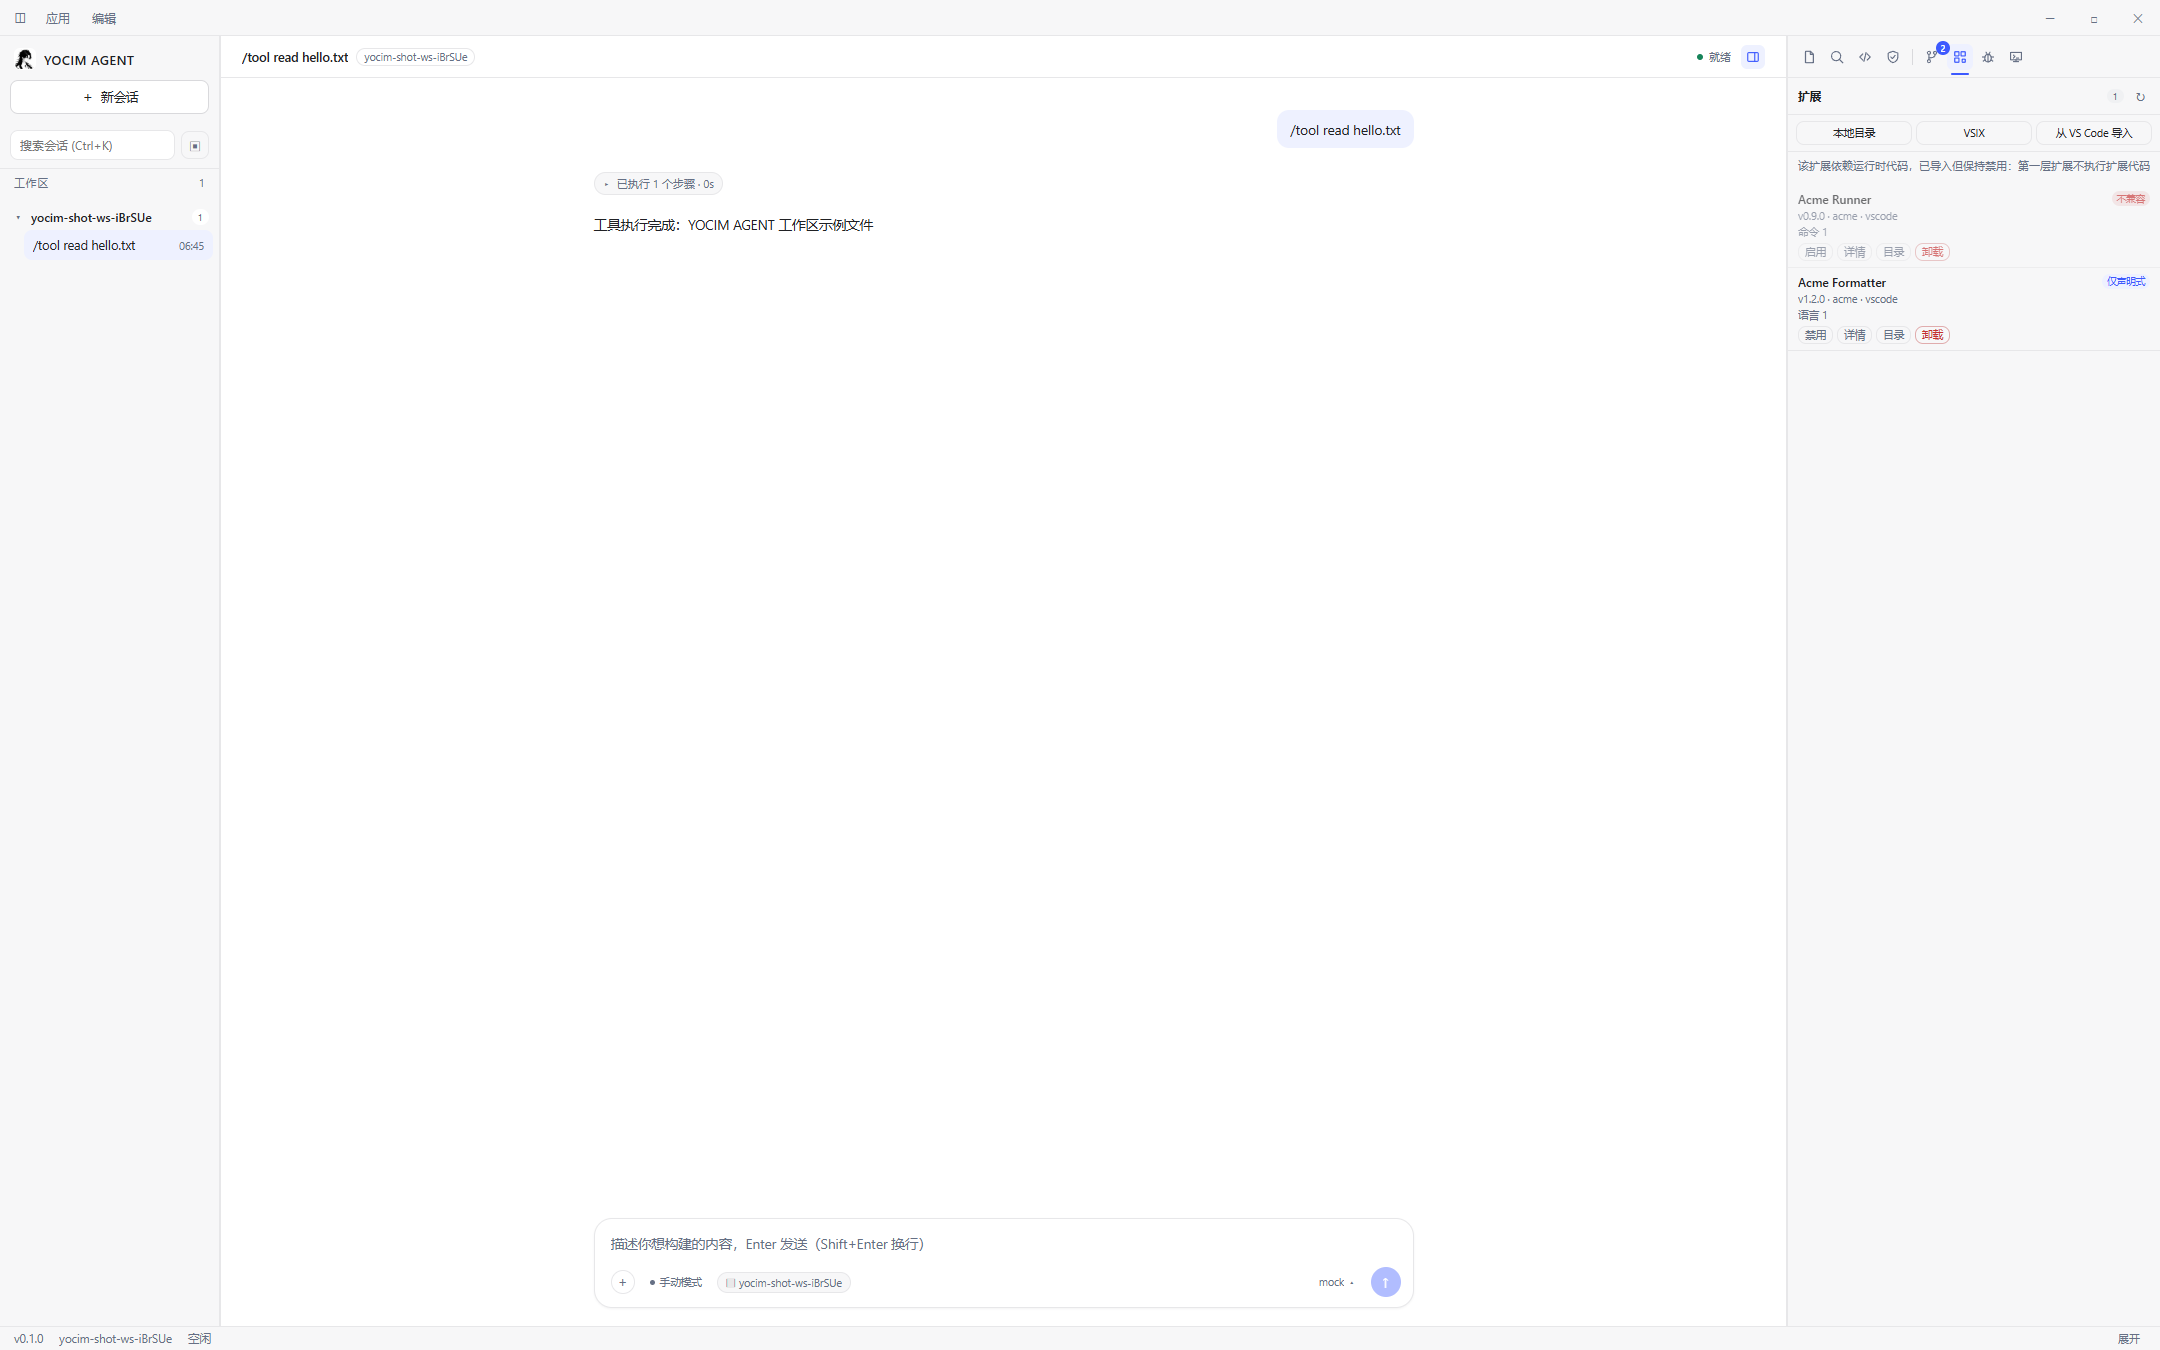 应用 编辑
YOCIM AGENT
+ 新会话
搜索会话 (Ctrl+K)
工作区 1
yocim-shot-ws-iBrSUe 1
/tool read hello.txt 06:45
/tool read hello.txt yocim-shot-ws-iBrSUe
就绪
/tool read hello.txt
已执行 1 个步骤 · 0s
工具执行完成：YOCIM AGENT 工作区示例文件
描述你想构建的内容，Enter 发送（Shift+Enter 换行）
+ 手动模式 yocim-shot-ws-iBrSUe mock
2
扩展 1
本地目录 VSIX 从 VS Code 导入
该扩展依赖运行时代码，已导入但保持禁用：第一层扩展不执行扩展代码
Acme Runner 不兼容
v0.9.0 · acme · vscode
命令 1
启用 详情 目录 卸载
Acme Formatter 仅声明式
v1.2.0 · acme · vscode
语言 1
禁用 详情 目录 卸载
v0.1.0 yocim-shot-ws-iBrSUe 空闲 展开